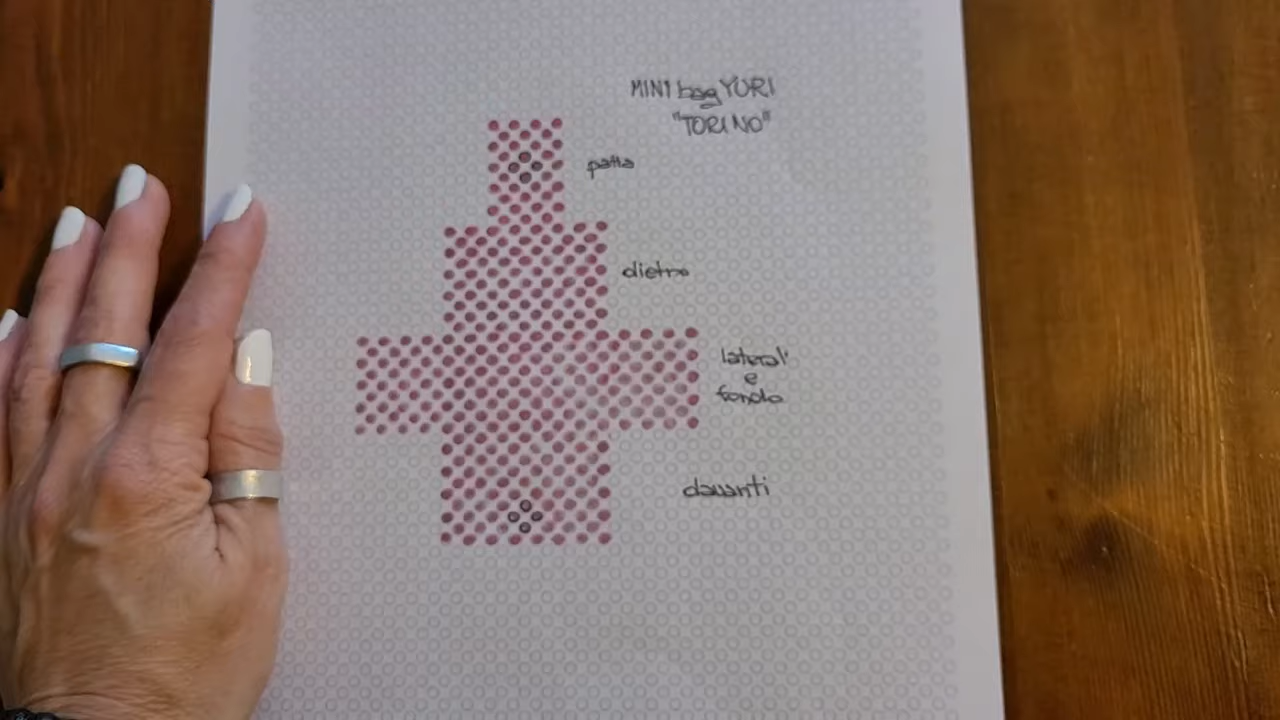 MINI bag YURI
"TORINO"
patta
dietro
laterali
e
fondo
davanti